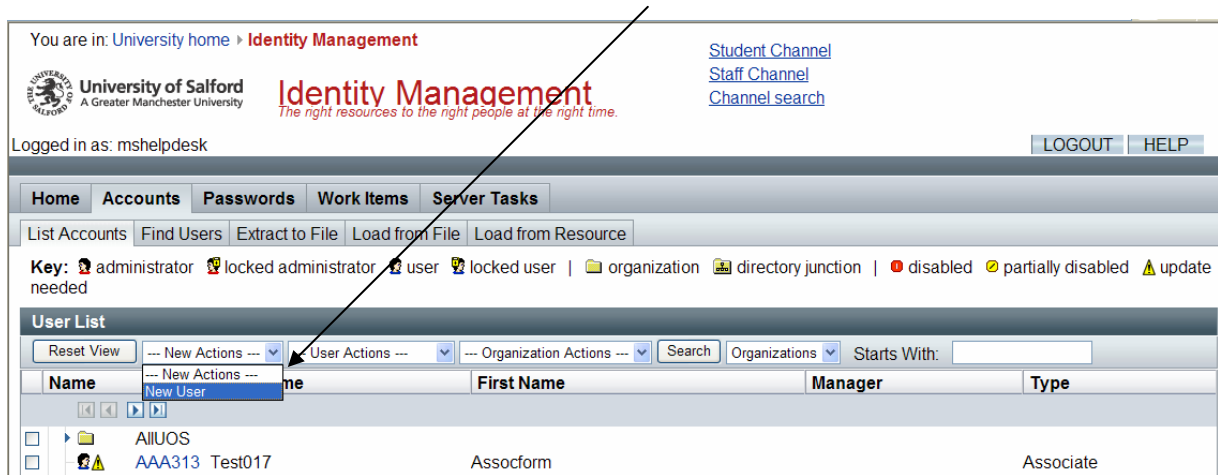 You are in: University home Identity Management
Student Channel
Staff Channel
Channel search
THE UNIVERSITY OF SALFORD
University of Salford
A Greater Manchester University
Identity Management
The right resources to the right people at the right time.
Logged in as: mshelpdesk
LOGOUT HELP
Home Accounts Passwords Work Items Server Tasks
List Accounts Find Users Extract to File Load from File Load from Resource
Key: administrator locked administrator user locked user | organization directory junction | disabled partially disabled update
needed
User List
Reset View --- New Actions --- --- User Actions --- --- Organization Actions --- Search Organizations Starts With:
--- New Actions ---
New User
Name me First Name Manager Type
AllUOS
AAA313 Test017 Assocform Associate